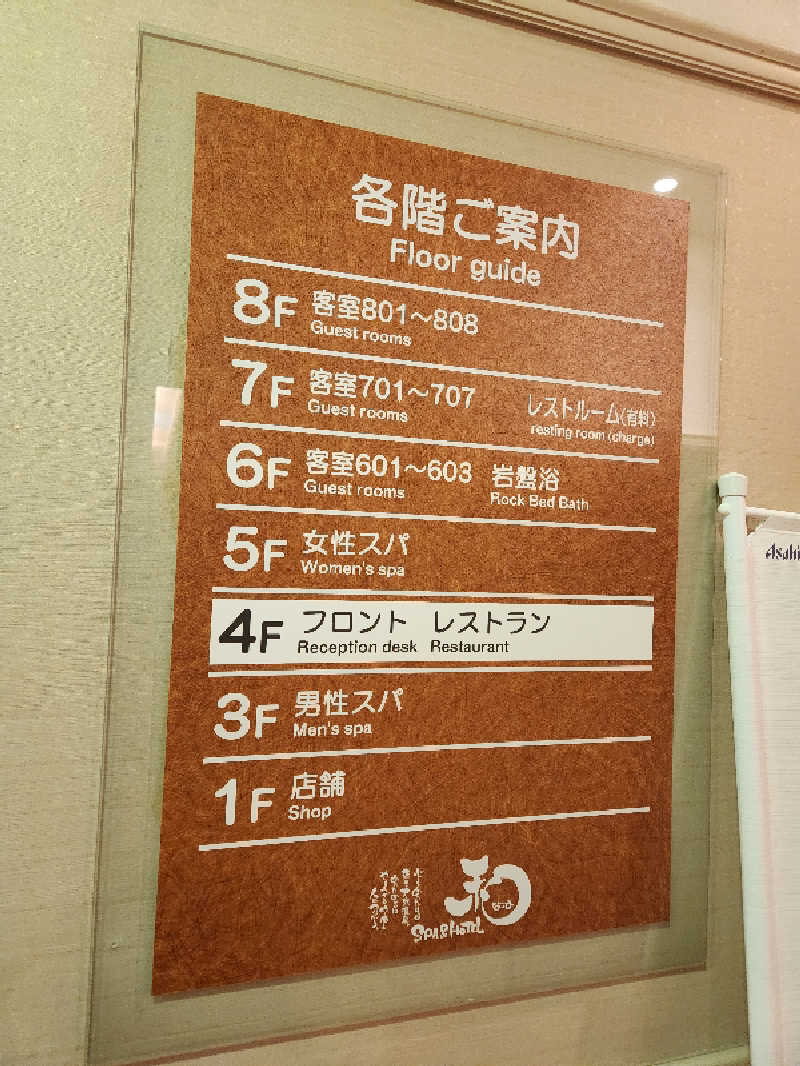 各階ご案内
Floor guide
8F 客室801〜808
Guest rooms
7F 客室701〜707 レストルーム(有料)
Guest rooms resting room (charge)
6F 客室601〜603 岩盤浴
Guest rooms Rock Bed Bath
5F 女性スパ
Women's spa
4F フロント レストラン
Reception desk Restaurant
3F 男性スパ
Men's spa
1F 店舗
Shop
和
Spa&Hotel
Asahi